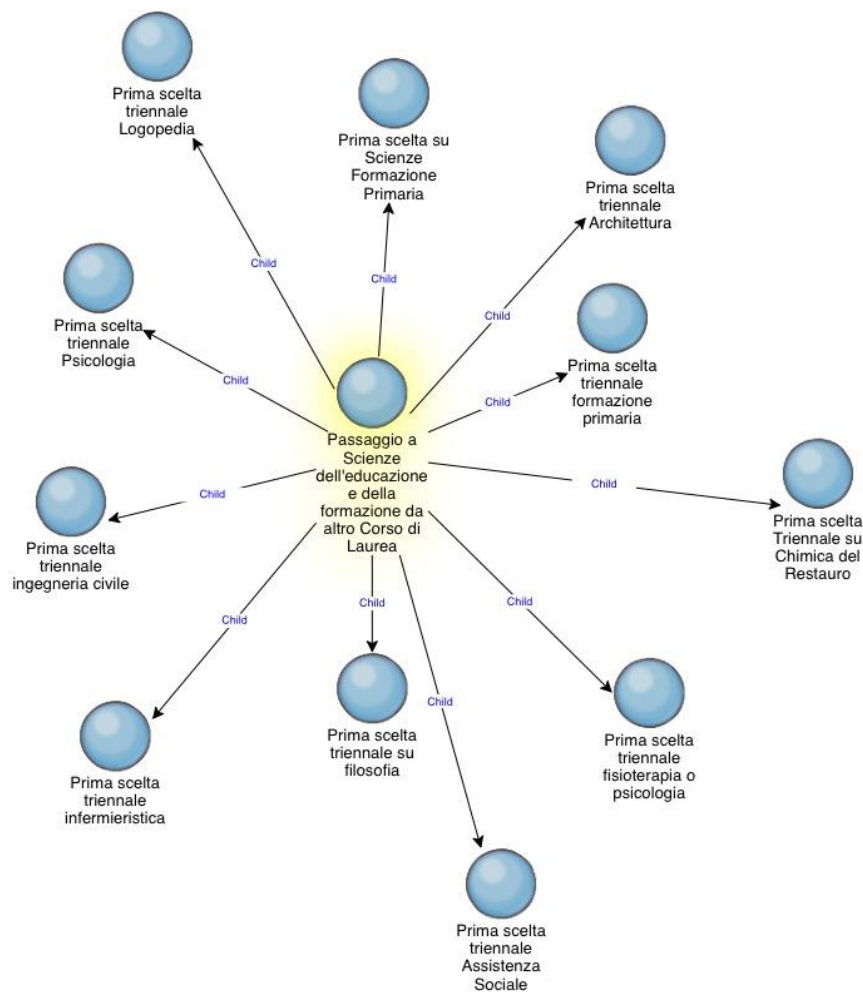 Prima scelta
triennale
Logopedia
Prima scelta su
Scienze
Formazione
Primaria
Prima scelta
triennale
Architettura
Child
Child
Child
Prima scelta
triennale
Psicologia
Child
Prima scelta
triennale
formazione
primaria
Child
Passaggio a
Scienze
dell'educazione
e della
formazione da
altro Corso di
Laurea
Child
Prima scelta
triennale
ingegneria civile
Child
Prima scelta
Triennale su
Chimica del
Restauro
Child
Child
Child
Child
Prima scelta
triennale
infermieristica
Prima scelta
triennale su
filosofia
Prima scelta
triennale
fisioterapia o
psicologia
Prima scelta
triennale
Assistenza
Sociale